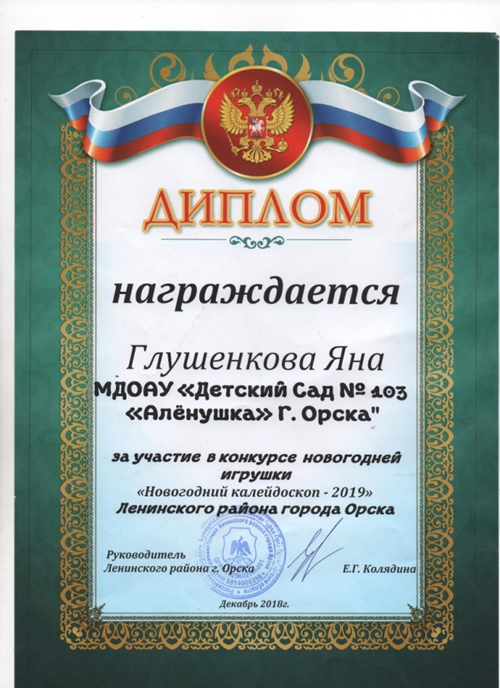 ДИПЛОМ
награждается
Глушенкова Яна
МДОАУ «Детский Сад № 103
«Алёнушка» Г. Орска"
за участие в конкурсе новогодней
игрушки
«Новогодний калейдоскоп - 2019»
Ленинского района города Орска
Руководитель
Ленинского района г. Орска
Е.Г. Колядина
Декабрь 2018г.